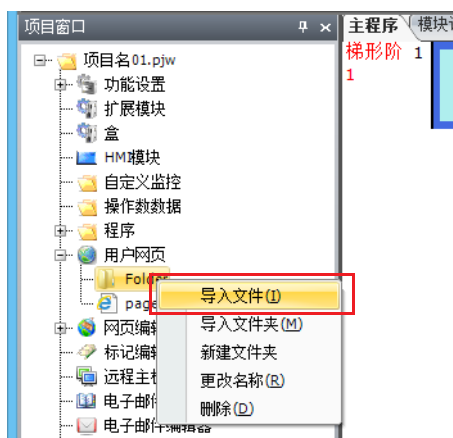 项目窗口
主程序
模块
项目名01.pjw
梯形阶 1
1
功能设置
扩展模块
盒
HMI模块
自定义监控
操作数数据
程序
用户网页
Folder
page
导入文件(I)
导入文件夹(M)
新建文件夹
更改名称(R)
删除(D)
网页编
标记编
远程主
电子邮
电子邮件编辑器